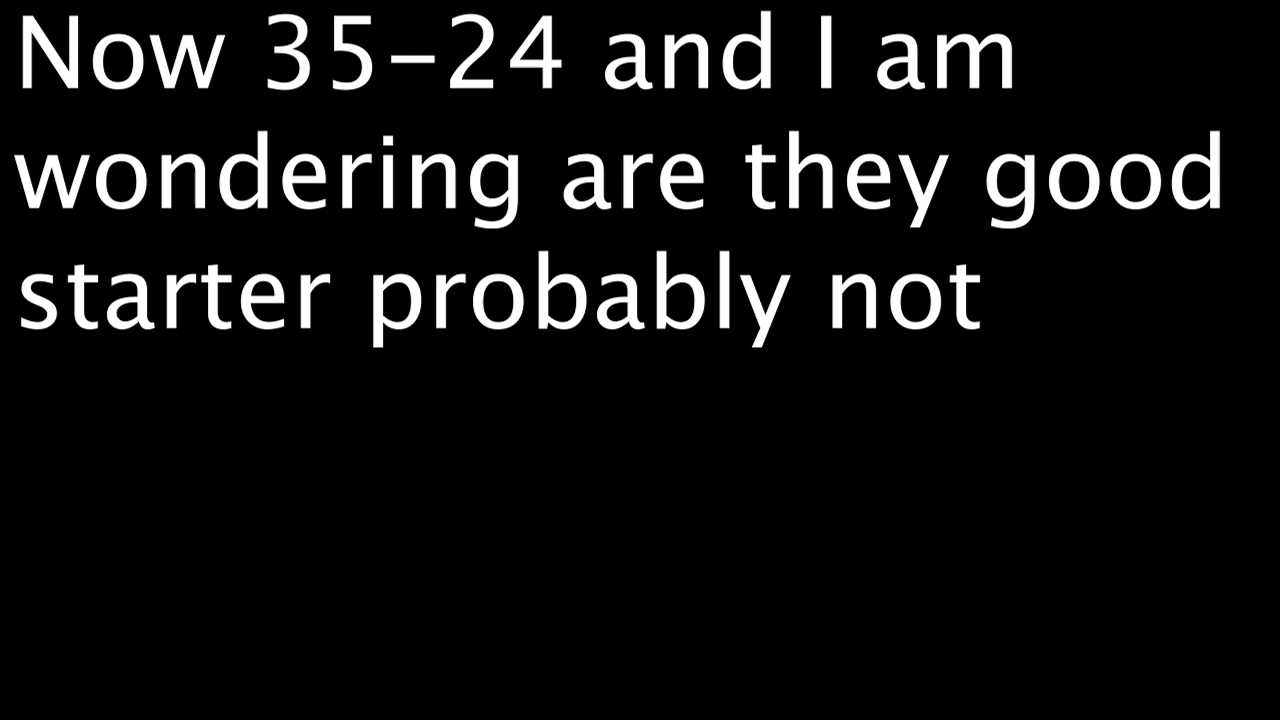 Now 35-24 and I am
wondering are they good
starter probably not